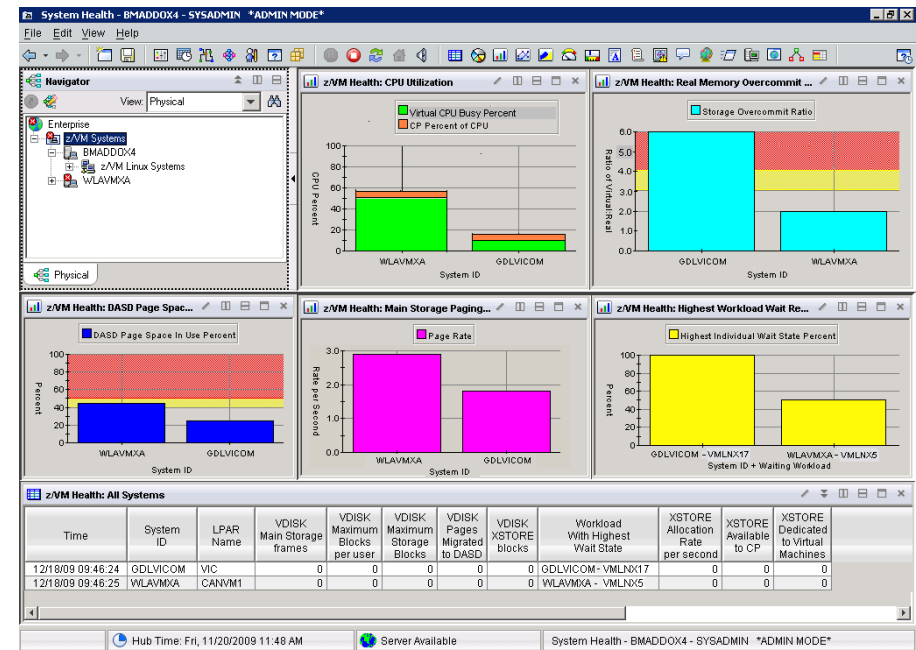 System Health - BMADDOX4 - SYSADMIN *ADMIN MODE*
File Edit View Help
Navigator
View: Physical
Enterprise
z/VM Systems
BMADDOX4
z/VM Linux Systems
WLAVMXA
Physical
z/VM Health: CPU Utilization
Virtual CPU Busy Percent
CP Percent of CPU
CPU Percent
100
80
60
40
20
0
WLAVMXA GDLVICOM
System ID
z/VM Health: Real Memory Overcommit ...
Storage Overcommit Ratio
Ratio of Virtual:Real
6.0
5.0
4.0
3.0
2.0
1.0
0.0
GDLVICOM WLAVMXA
System ID
z/VM Health: DASD Page Spac...
DASD Page Space In Use Percent
Percent
100
80
60
40
20
0
WLAVMXA GDLVICOM
System ID
z/VM Health: Main Storage Paging...
Page Rate
Rate per Second
3.0
2.0
1.0
0.0
WLAVMXA GDLVICOM
System ID
z/VM Health: Highest Workload Wait Re...
Highest Individual Wait State Percent
Percent
100
80
60
40
20
0
GDLVICOM - VMLNX17 WLAVMXA - VMLNX5
System ID + Waiting Workload
z/VM Health: All Systems
Time System ID LPAR Name VDISK Main Storage frames VDISK Maximum Blocks per user VDISK Maximum Storage Blocks VDISK Pages Migrated to DASD VDISK XSTORE blocks Workload With Highest Wait State XSTORE Allocation Rate per second XSTORE Available to CP XSTORE Dedicated to Virtual Machines
12/18/09 09:46:24 GDLVICOM VIC 0 0 0 0 0 GDLVICOM- VMLNX17 0 0 0
12/18/09 09:46:25 WLAVMXA CANVM1 0 0 0 0 0 WLAVMXA - VMLNX5 0 0 0
Hub Time: Fri, 11/20/2009 11:48 AM
Server Available
System Health - BMADDOX4 - SYSADMIN *ADMIN MODE*